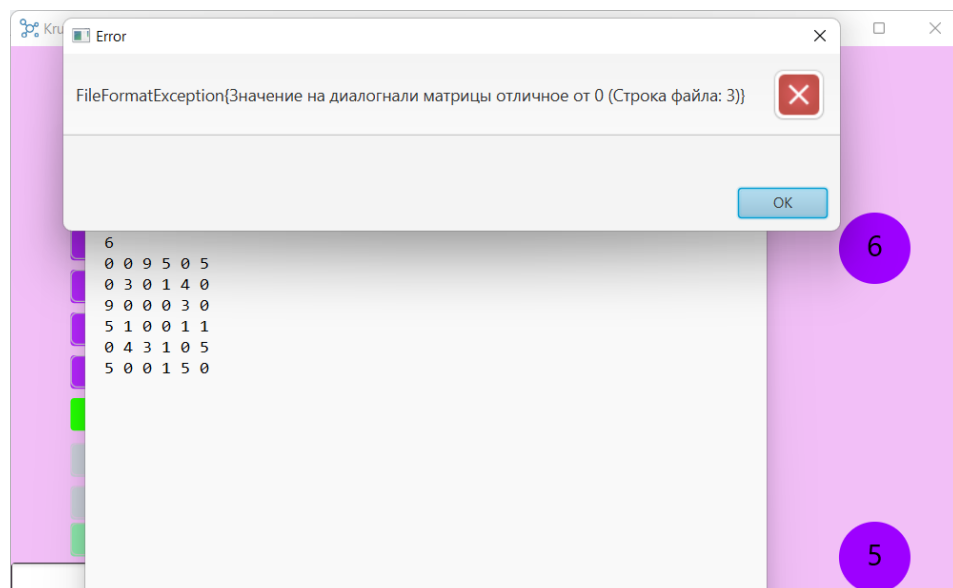 Kru
Error
FileFormatException{Значение на диалогнали матрицы отличное от 0 (Строка файла: 3)}
OK
6
0 0 9 5 0 5
0 3 0 1 4 0
9 0 0 0 3 0
5 1 0 0 1 1
0 4 3 1 0 5
5 0 0 1 5 0
6
5